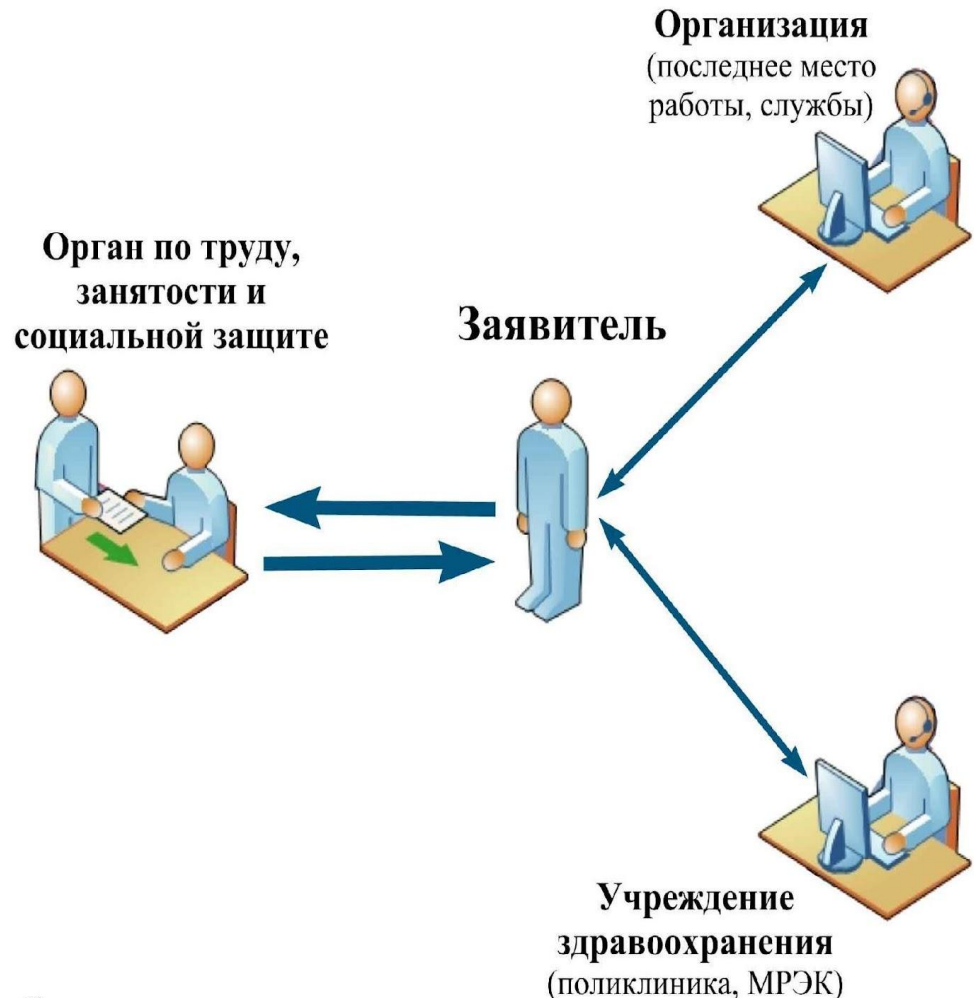 Организация
(последнее место
работы, службы)
Орган по труду,
занятости и
социальной защите
Заявитель
Учреждение
здравоохранения
(поликлиника, МРЭК)